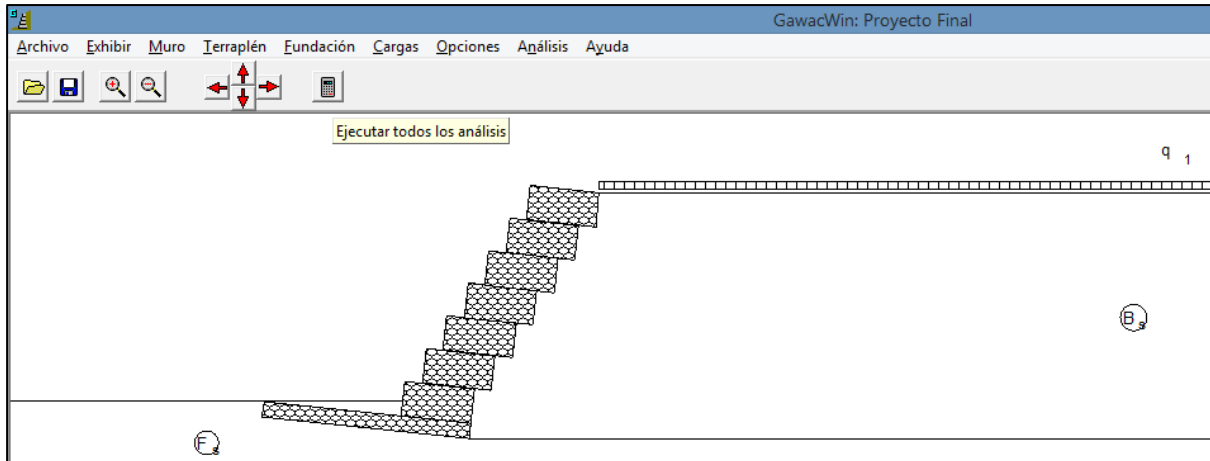 GawacWin: Proyecto Final
Archivo Exhibir Muro Terraplén Fundación Cargas Opciones Análisis Ayuda
Ejecutar todos los análisis
q 1
B s
F s